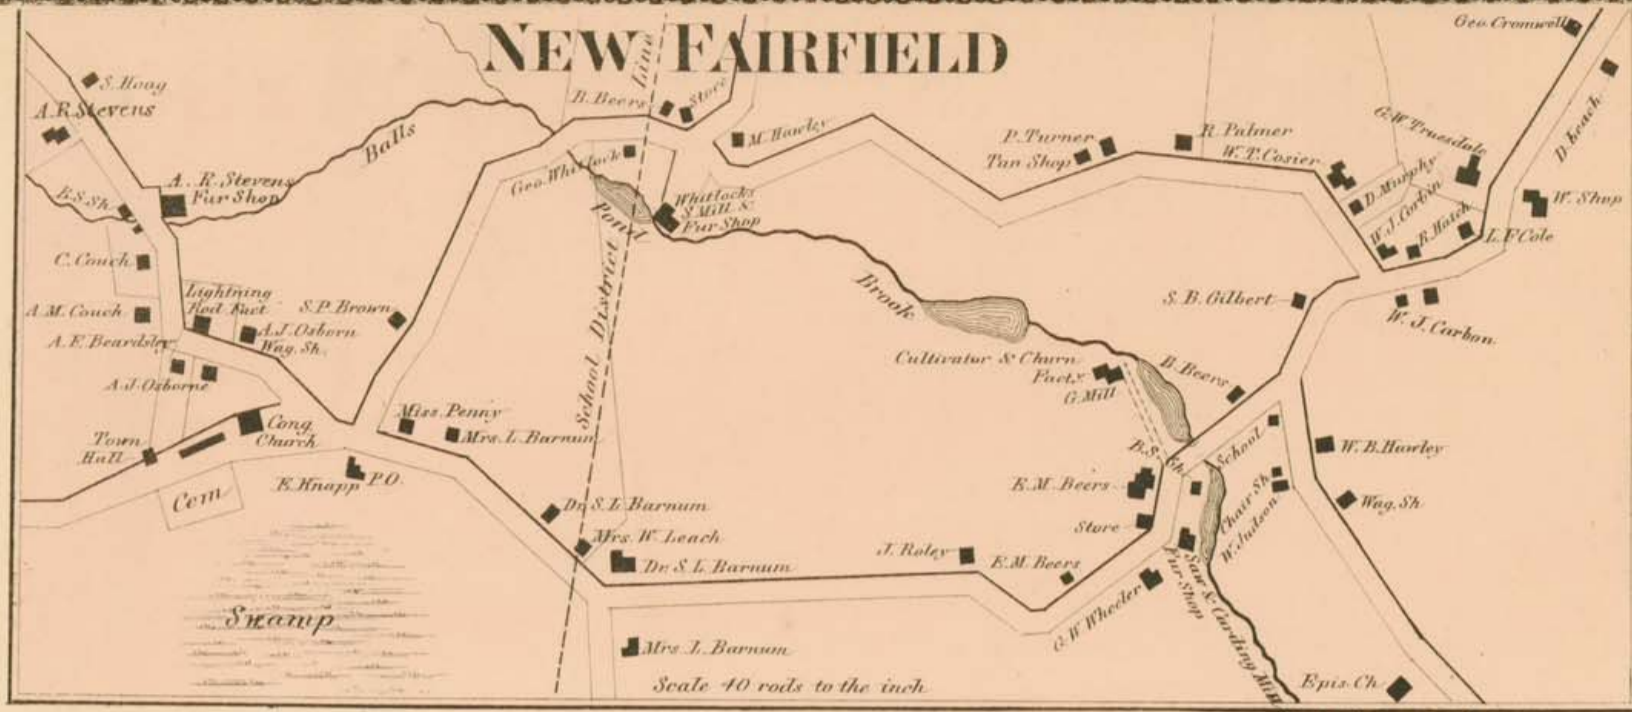 NEW FAIRFIELD
Geo. Cromwell
S. Hoag
A. R. Stevens
B. Beers
Store
Line
M. Hawley
P. Turner
Tan Shop
R. Palmer
W. T. Cosier
G. W. Truesdale
D. Beach
Balls
Geo. Whitlock
Whitlocks
S. Mill &
Fur Shop
Pond
A. R. Stevens
Fur Shop
B.S. Sh.
D. Murphy
W. J. Corbin
R. Hatch
L. F. Cole
W. Shop
C. Couch
Brook
A. M. Couch
Lightning
Rod Fact
A. J. Osborn
Wag. Sh.
S. P. Brown
S. B. Gilbert
W. J. Carbon
A. F. Beardsley
A. J. Osborne
School District
Cultivator & Churn
Facty.
G. Mill
B. Beers
Miss. Penny
Mrs. L. Barnum
Cong.
Church
Town
Hall
Cem
E. Knapp P.O.
B.S. Sh.
School
W. B. Hawley
E. M. Beers
Store
Chair Sh.
W. Judson
Wag. Sh
Dr. S. L. Barnum
Mrs. W. Leach
Dr. S. L. Barnum
J. Roley
E. M. Beers
G. W. Wheeler
Saw & Carding Mill
Fur Shop
Swamp
Mrs. L. Barnum
Scale 40 rods to the inch
Epis. Ch